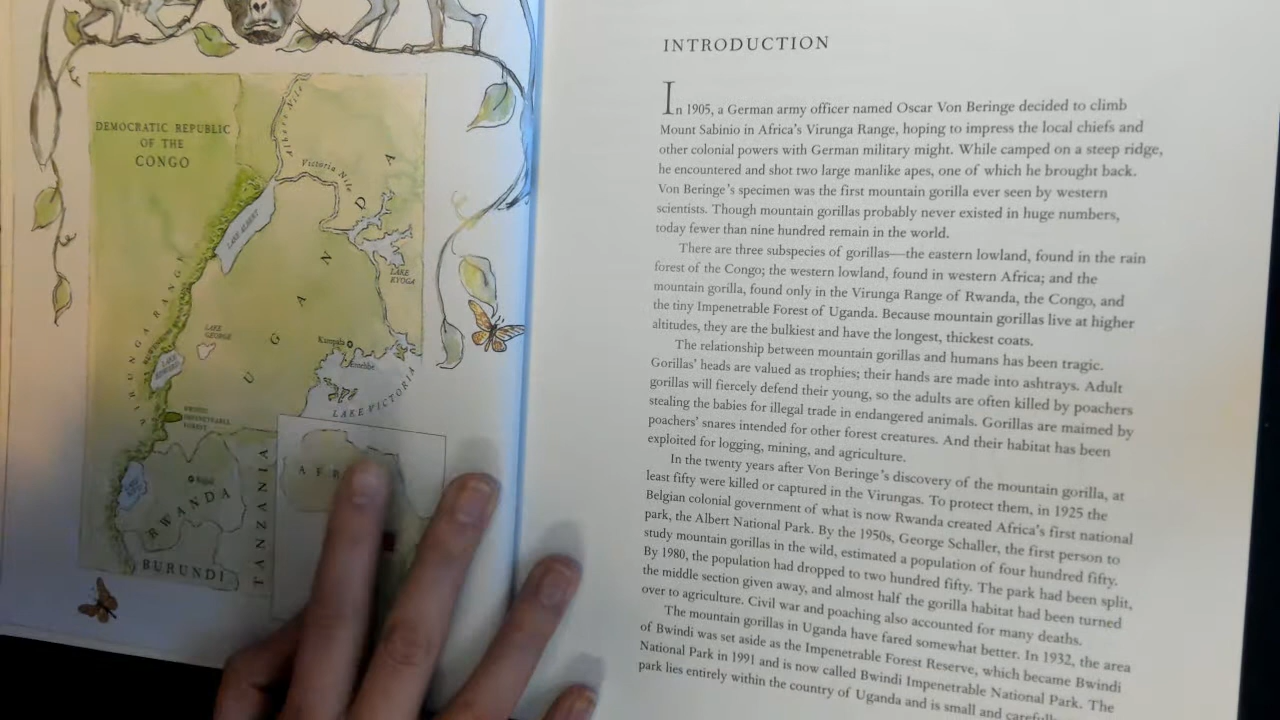 DEMOCRATIC REPUBLIC
OF THE
CONGO
Albert Nile
Victoria Nile
LAKE ALBERT
UGANDA
LAKE
KYOGA
VIRUNGA RANGE
LAKE
GEORGE
Kampala
Entebbe
LAKE VICTORIA
BWINDI
IMPENETRABLE
FOREST
LAKE
RWANDA
TANZANIA
BURUNDI
INTRODUCTION
In 1905, a German army officer named Oscar Von Beringe decided to climb
Mount Sabinio in Africa's Virunga Range, hoping to impress the local chiefs and
other colonial powers with German military might. While camped on a steep ridge,
he encountered and shot two large manlike apes, one of which he brought back.
Von Beringe's specimen was the first mountain gorilla ever seen by western
scientists. Though mountain gorillas probably never existed in huge numbers,
today fewer than nine hundred remain in the world.
There are three subspecies of gorillas—the eastern lowland, found in the rain
forest of the Congo; the western lowland, found in western Africa; and the
mountain gorilla, found only in the Virunga Range of Rwanda, the Congo, and
the tiny Impenetrable Forest of Uganda. Because mountain gorillas live at higher
altitudes, they are the bulkiest and have the longest, thickest coats.
The relationship between mountain gorillas and humans has been tragic.
Gorillas' heads are valued as trophies; their hands are made into ashtrays. Adult
gorillas will fiercely defend their young, so the adults are often killed by poachers
stealing the babies for illegal trade in endangered animals. Gorillas are maimed by
poachers' snares intended for other forest creatures. And their habitat has been
exploited for logging, mining, and agriculture.
In the twenty years after Von Beringe's discovery of the mountain gorilla, at
least fifty were killed or captured in the Virungas. To protect them, in 1925 the
Belgian colonial government of what is now Rwanda created Africa's first national
park, the Albert National Park. By the 1950s, George Schaller, the first person to
study mountain gorillas in the wild, estimated a population of four hundred fifty.
By 1980, the population had dropped to two hundred fifty. The park had been split,
the middle section given away, and almost half the gorilla habitat had been turned
over to agriculture. Civil war and poaching also accounted for many deaths.
The mountain gorillas in Uganda have fared somewhat better. In 1932, the area
of Bwindi was set aside as the Impenetrable Forest Reserve, which became Bwindi
National Park in 1991 and is now called Bwindi Impenetrable National Park. The
park lies entirely within the country of Uganda and is small and